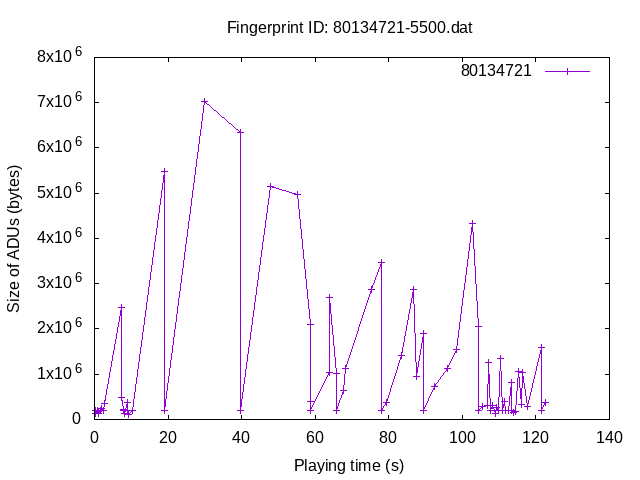 Fingerprint ID: 80134721-5500.dat
80134721
8x10^6
7x10^6
6x10^6
5x10^6
4x10^6
3x10^6
2x10^6
1x10^6
0
Size of ADUs (bytes)
0 20 40 60 80 100 120 140
Playing time (s)